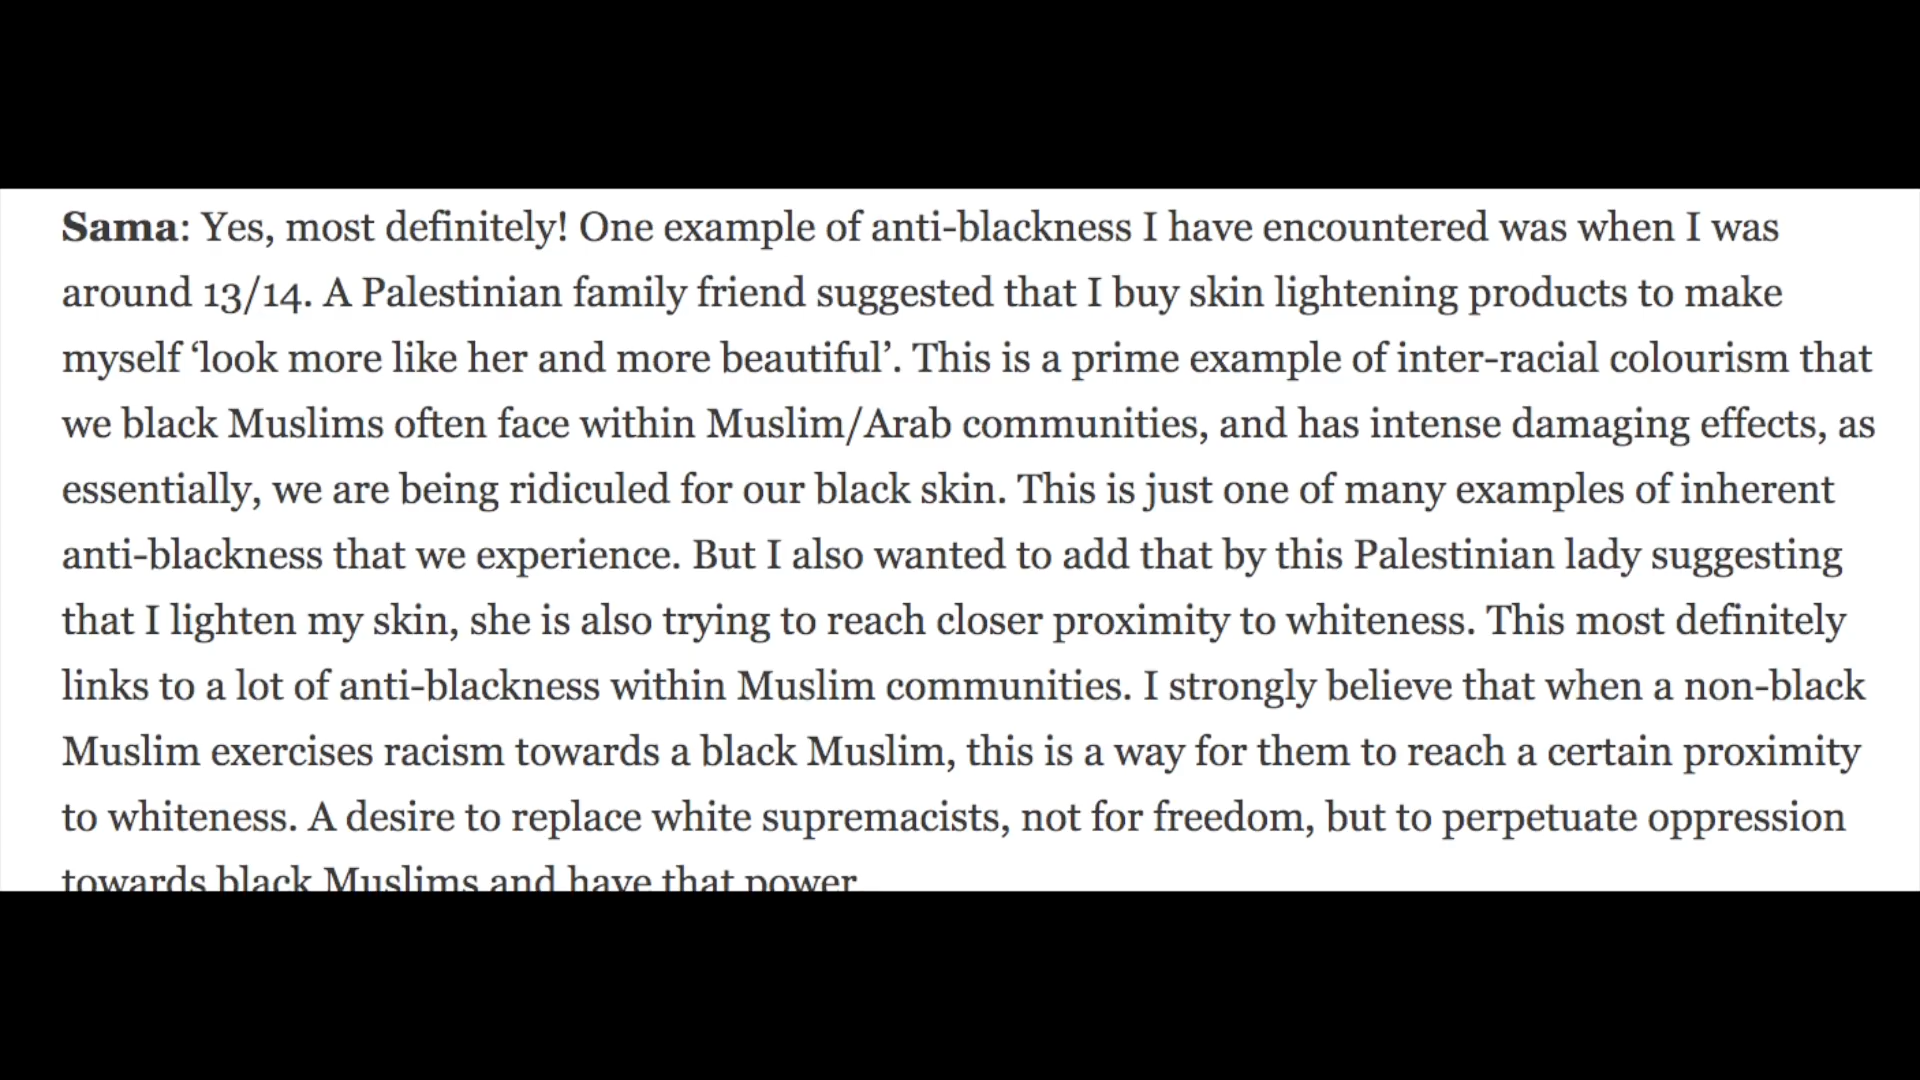 Sama: Yes, most definitely! One example of anti-blackness I have encountered was when I was
around 13/14. A Palestinian family friend suggested that I buy skin lightening products to make
myself ‘look more like her and more beautiful’. This is a prime example of inter-racial colourism that
we black Muslims often face within Muslim/Arab communities, and has intense damaging effects, as
essentially, we are being ridiculed for our black skin. This is just one of many examples of inherent
anti-blackness that we experience. But I also wanted to add that by this Palestinian lady suggesting
that I lighten my skin, she is also trying to reach closer proximity to whiteness. This most definitely
links to a lot of anti-blackness within Muslim communities. I strongly believe that when a non-black
Muslim exercises racism towards a black Muslim, this is a way for them to reach a certain proximity
to whiteness. A desire to replace white supremacists, not for freedom, but to perpetuate oppression
towards black Muslims and have that power.